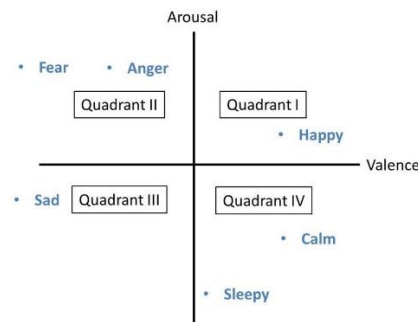 Arousal
Fear
Anger
Quadrant II
Quadrant I
Happy
Valence
Sad
Quadrant III
Quadrant IV
Calm
Sleepy